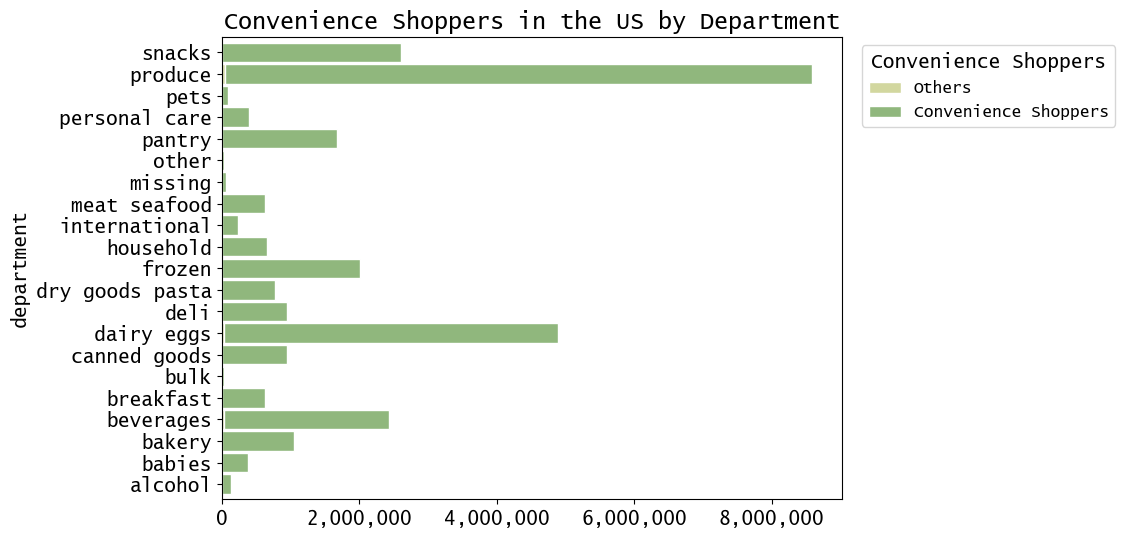 Convenience Shoppers in the US by Department
department
snacks
produce
pets
personal care
pantry
other
missing
meat seafood
international
household
frozen
dry goods pasta
deli
dairy eggs
canned goods
bulk
breakfast
beverages
bakery
babies
alcohol
0 2,000,000 4,000,000 6,000,000 8,000,000
Convenience Shoppers
Others
Convenience Shoppers